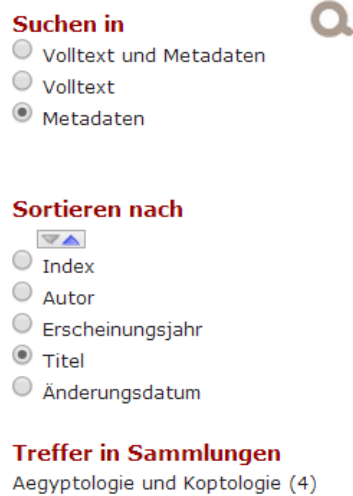 Suchen in
Volltext und Metadaten
Volltext
Metadaten
Sortieren nach
Index
Autor
Erscheinungsjahr
Titel
Änderungsdatum
Treffer in Sammlungen
Aegyptologie und Koptologie (4)